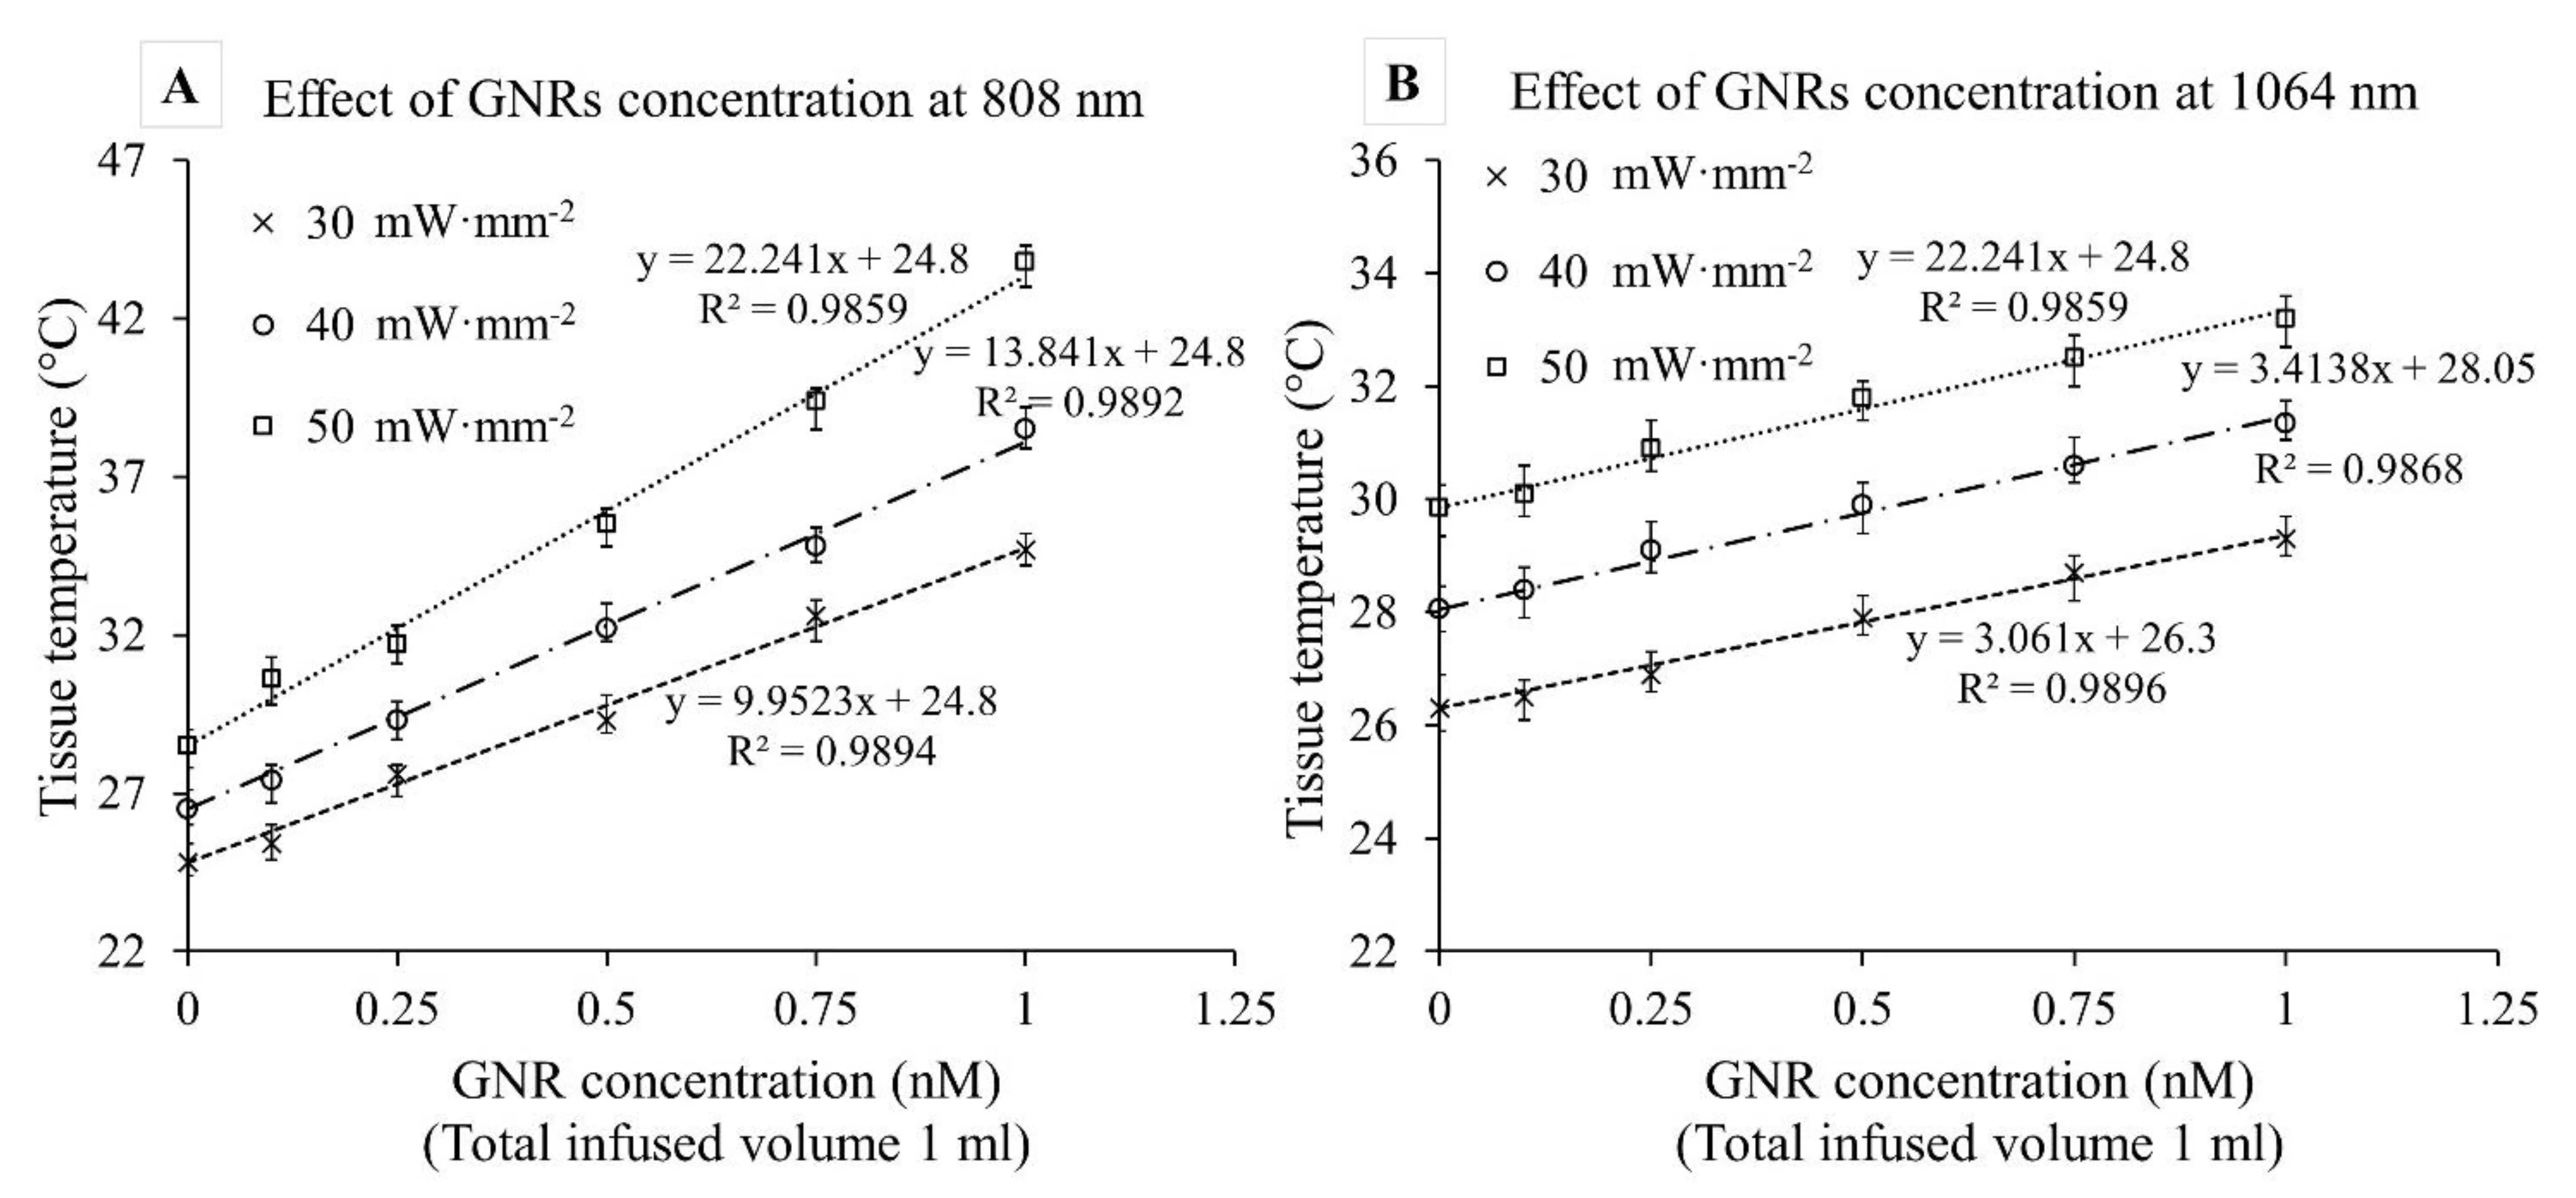 A
Effect of GNRs concentration at 808 nm
47
42
37
32
27
22
Tissue temperature (°C)
× 30 mW·mm-2
○ 40 mW·mm-2
□ 50 mW·mm-2
y = 22.241x + 24.8
R² = 0.9859
y = 13.841x + 24.8
R² = 0.9892
y = 9.9523x + 24.8
R² = 0.9894
0 0.25 0.5 0.75 1 1.25
GNR concentration (nM)
(Total infused volume 1 ml)
B
Effect of GNRs concentration at 1064 nm
36
34
32
30
28
26
24
22
Tissue temperature (°C)
× 30 mW·mm-2
○ 40 mW·mm-2
□ 50 mW·mm-2
y = 22.241x + 24.8
R² = 0.9859
y = 3.4138x + 28.05
R² = 0.9868
y = 3.061x + 26.3
R² = 0.9896
0 0.25 0.5 0.75 1 1.25
GNR concentration (nM)
(Total infused volume 1 ml)